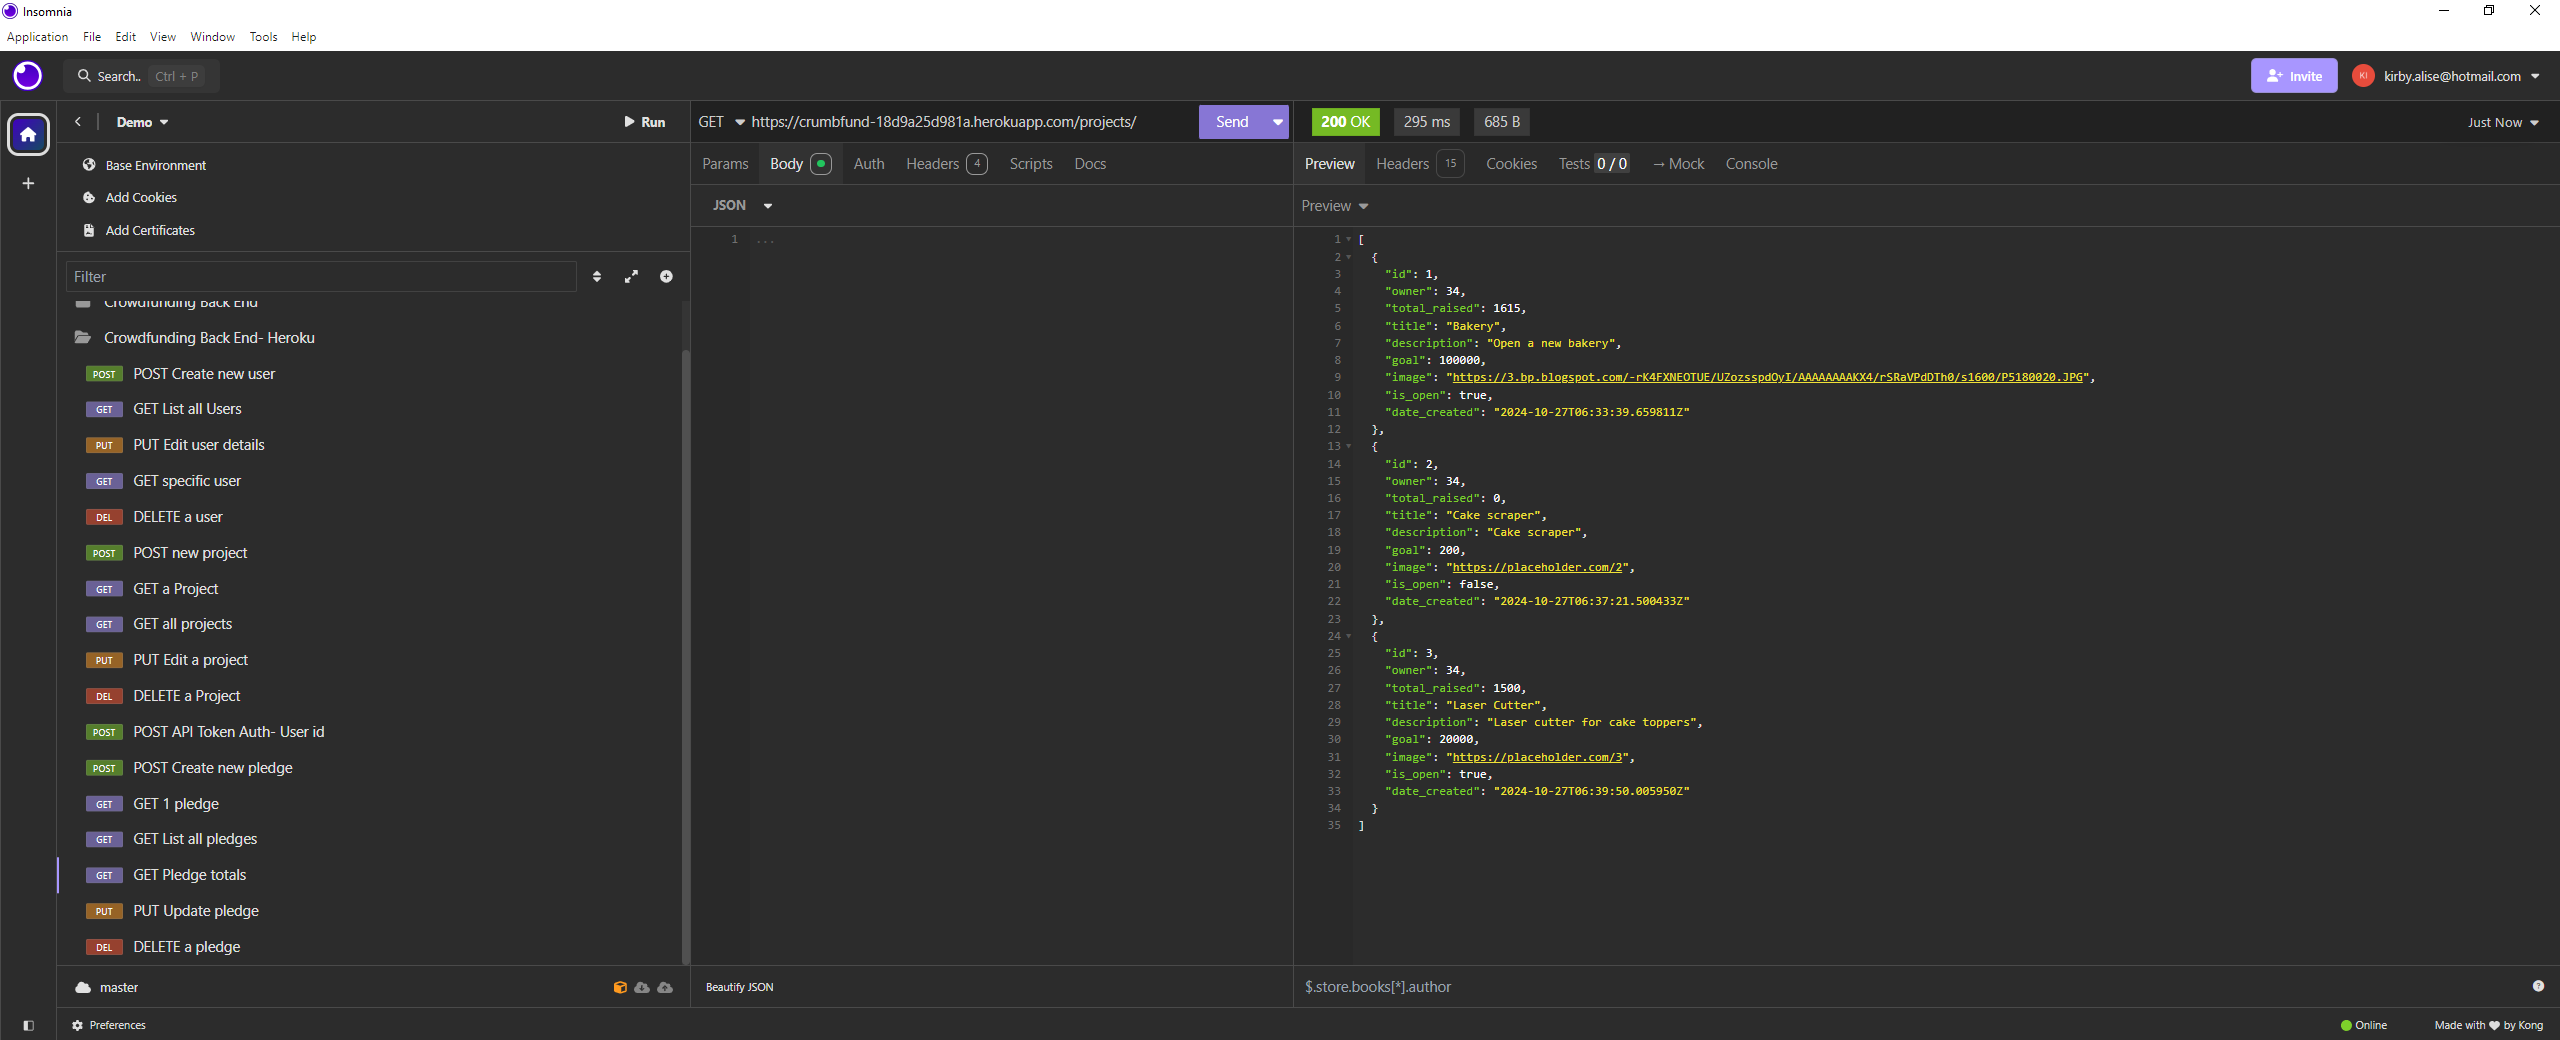 Insomnia
Application File Edit View Window Tools Help
Search.. Ctrl + P
Invite KI kirby.alise@hotmail.com
Demo Run
GET https://crumbfund-18d9a25d981a.herokuapp.com/projects/ Send
200 OK 295 ms 685 B Just Now
Base Environment
Add Cookies
Add Certificates
Filter
Crowdfunding Back End
Crowdfunding Back End- Heroku
POST POST Create new user
GET GET List all Users
PUT PUT Edit user details
GET GET specific user
DEL DELETE a user
POST POST new project
GET GET a Project
GET GET all projects
PUT PUT Edit a project
DEL DELETE a Project
POST POST API Token Auth- User id
POST POST Create new pledge
GET GET 1 pledge
GET GET List all pledges
GET GET Pledge totals
PUT PUT Update pledge
DEL DELETE a pledge
master
Preferences
Params Body Auth Headers 4 Scripts Docs
JSON
1 ...
Beautify JSON
Preview Headers 15 Cookies Tests 0 / 0 → Mock Console
Preview
1 [
2 {
3 "id": 1,
4 "owner": 34,
5 "total_raised": 1615,
6 "title": "Bakery",
7 "description": "Open a new bakery",
8 "goal": 100000,
9 "image": "https://3.bp.blogspot.com/-rK4FXNEOTUE/UZozsspdOyI/AAAAAAAAKX4/rSRaVPdDTh0/s1600/P5180020.JPG",
10 "is_open": true,
11 "date_created": "2024-10-27T06:33:39.659811Z"
12 },
13 {
14 "id": 2,
15 "owner": 34,
16 "total_raised": 0,
17 "title": "Cake scraper",
18 "description": "Cake scraper",
19 "goal": 200,
20 "image": "https://placeholder.com/2",
21 "is_open": false,
22 "date_created": "2024-10-27T06:37:21.500433Z"
23 },
24 {
25 "id": 3,
26 "owner": 34,
27 "total_raised": 1500,
28 "title": "Laser Cutter",
29 "description": "Laser cutter for cake toppers",
30 "goal": 20000,
31 "image": "https://placeholder.com/3",
32 "is_open": true,
33 "date_created": "2024-10-27T06:39:50.005950Z"
34 }
35 ]
$.store.books[*].author
Online Made with ♥ by Kong